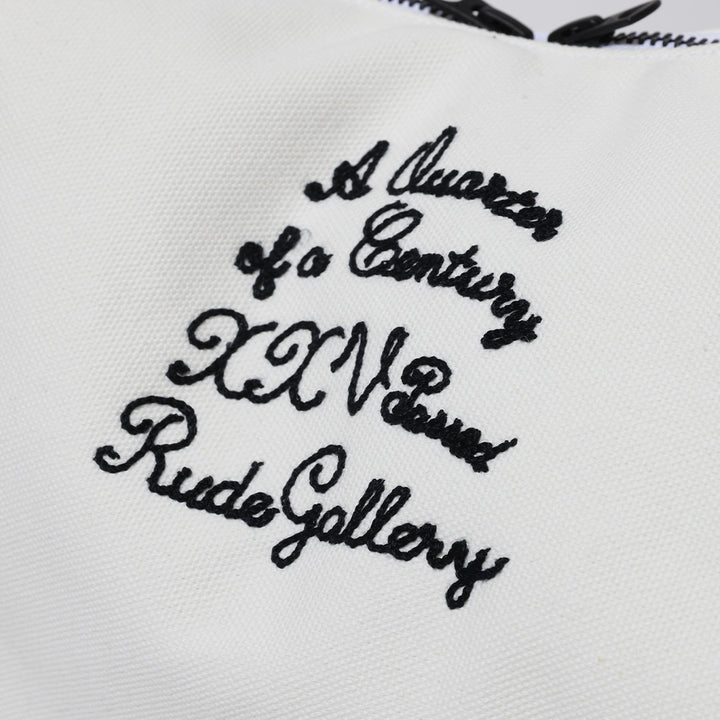 A Quarter
of a Century
XXV Passed
Rude Gallery